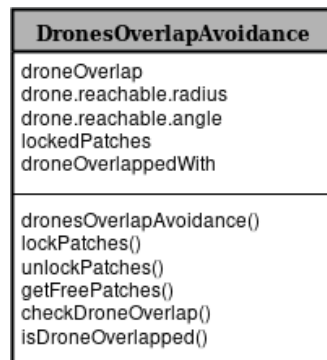 DronesOverlapAvoidance
droneOverlap
drone.reachable.radius
drone.reachable.angle
lockedPatches
droneOverlappedWith
dronesOverlapAvoidance()
lockPatches()
unlockPatches()
getFreePatches()
checkDroneOverlap()
isDroneOverlapped()